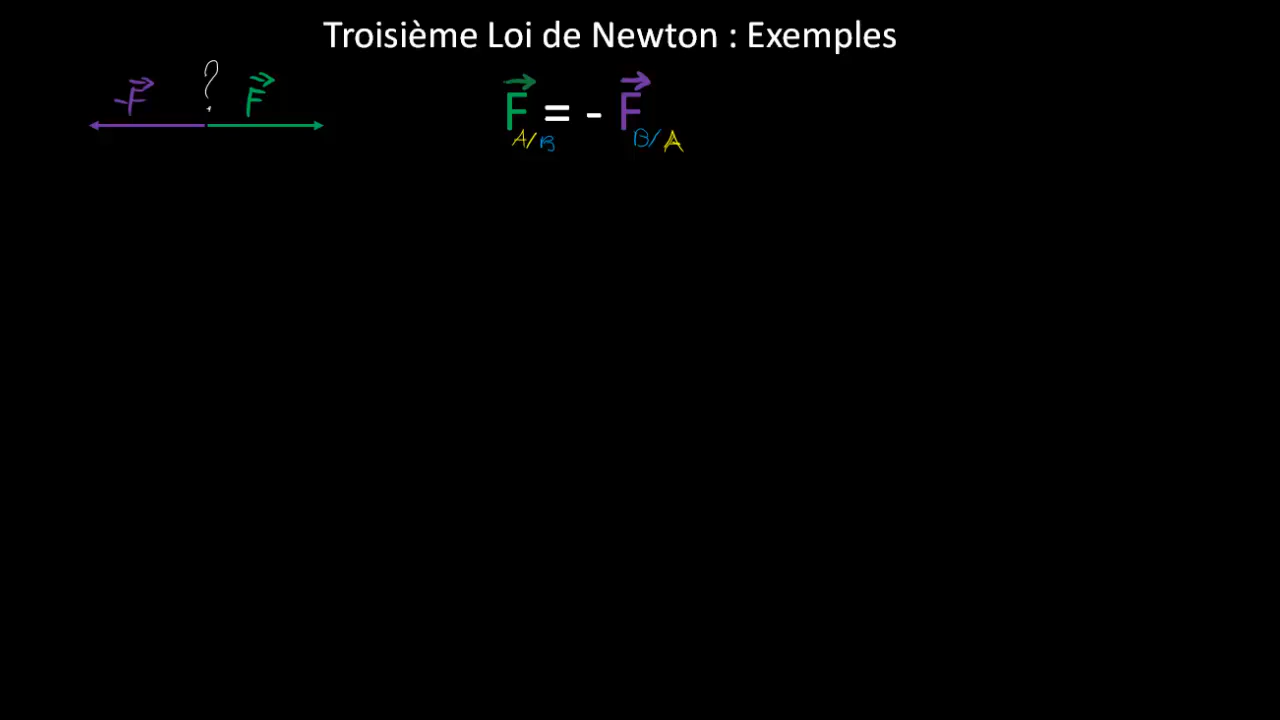 Troisième Loi de Newton : Exemples
-F⃗ ? F⃗
F⃗ A/B = - F⃗ B/A